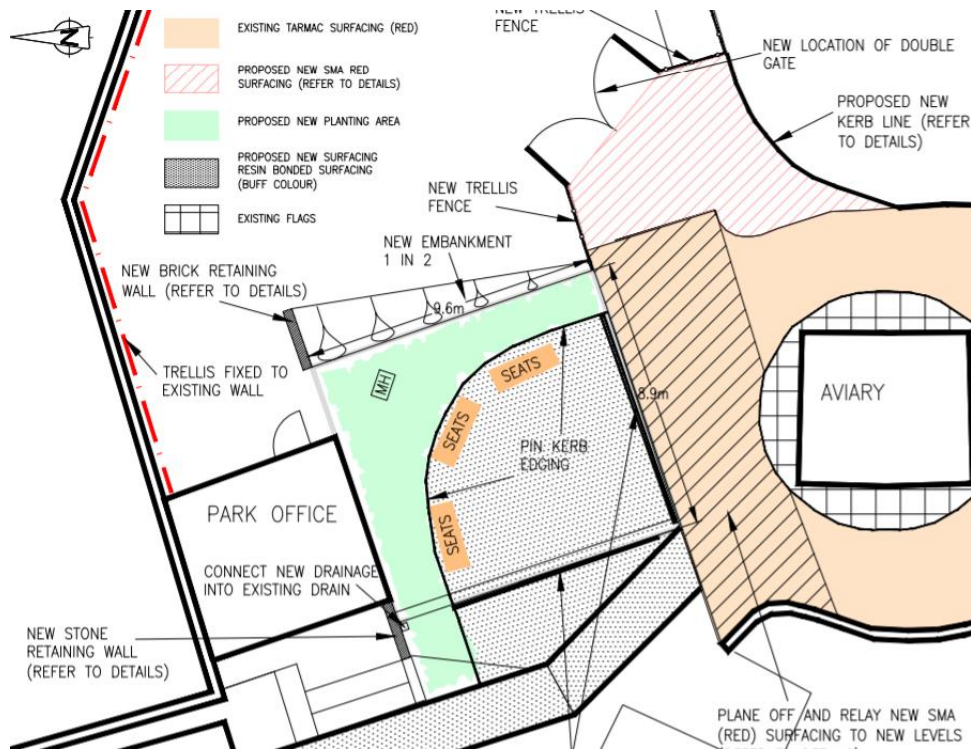 N
EXISTING TARMAC SURFACING (RED)
PROPOSED NEW SMA RED
SURFACING (REFER TO DETAILS)
PROPOSED NEW PLANTING AREA
PROPOSED NEW SURFACING
RESIN BONDED SURFACING
(BUFF COLOUR)
EXISTING FLAGS
NEW TRELLIS
FENCE
NEW LOCATION OF DOUBLE
GATE
PROPOSED NEW
KERB LINE (REFER
TO DETAILS)
NEW TRELLIS
FENCE
NEW EMBANKMENT
1 IN 2
NEW BRICK RETAINING
WALL (REFER TO DETAILS)
9.6m
TRELLIS FIXED TO
EXISTING WALL
MH
SEATS
SEATS
SEATS
8.9m
AVIARY
PIN KERB
EDGING
PARK OFFICE
CONNECT NEW DRAINAGE
INTO EXISTING DRAIN
NEW STONE
RETAINING WALL
(REFER TO DETAILS)
PLANE OFF AND RELAY NEW SMA
(RED) SURFACING TO NEW LEVELS